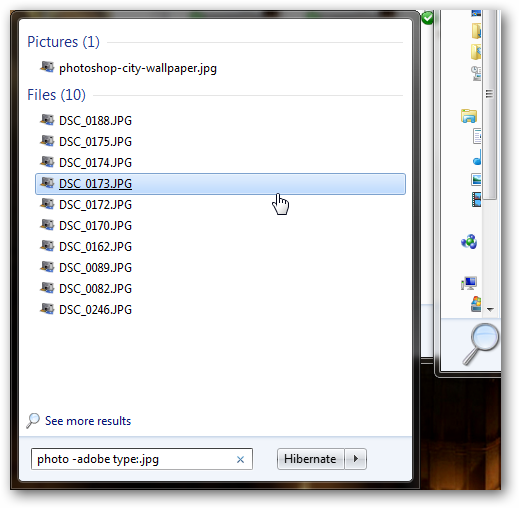 Pictures (1)
photoshop-city-wallpaper.jpg
Files (10)
DSC_0188.JPG
DSC_0175.JPG
DSC_0174.JPG
DSC_0173.JPG
DSC_0172.JPG
DSC_0170.JPG
DSC_0162.JPG
DSC_0089.JPG
DSC_0082.JPG
DSC_0246.JPG
See more results
photo -adobe type:.jpg
Hibernate